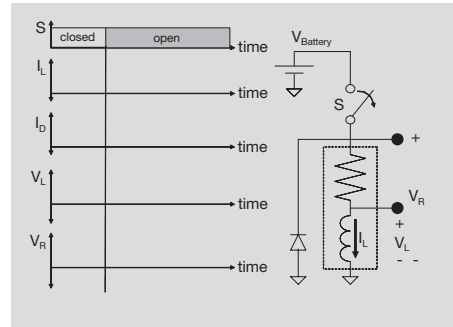 S closed open time
I_L time
I_D time
V_L time
V_R time
V_Battery
S
+
V_R
+
I_L V_L
- -